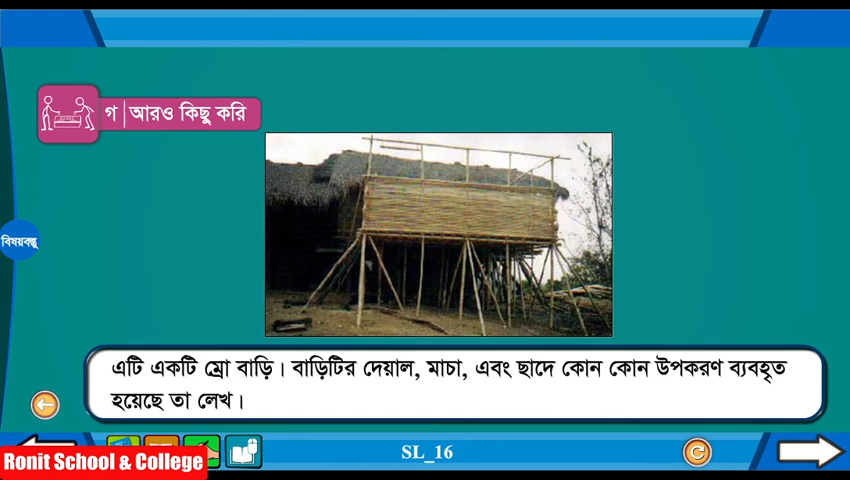 গ | আরও কিছু করি
বিষয়বস্তু
এটি একটি ম্রো বাড়ি। বাড়িটির দেয়াল, মাচা, এবং ছাদে কোন কোন উপকরণ ব্যবহৃত
হয়েছে তা লেখ।
SL_16
Ronit School & College